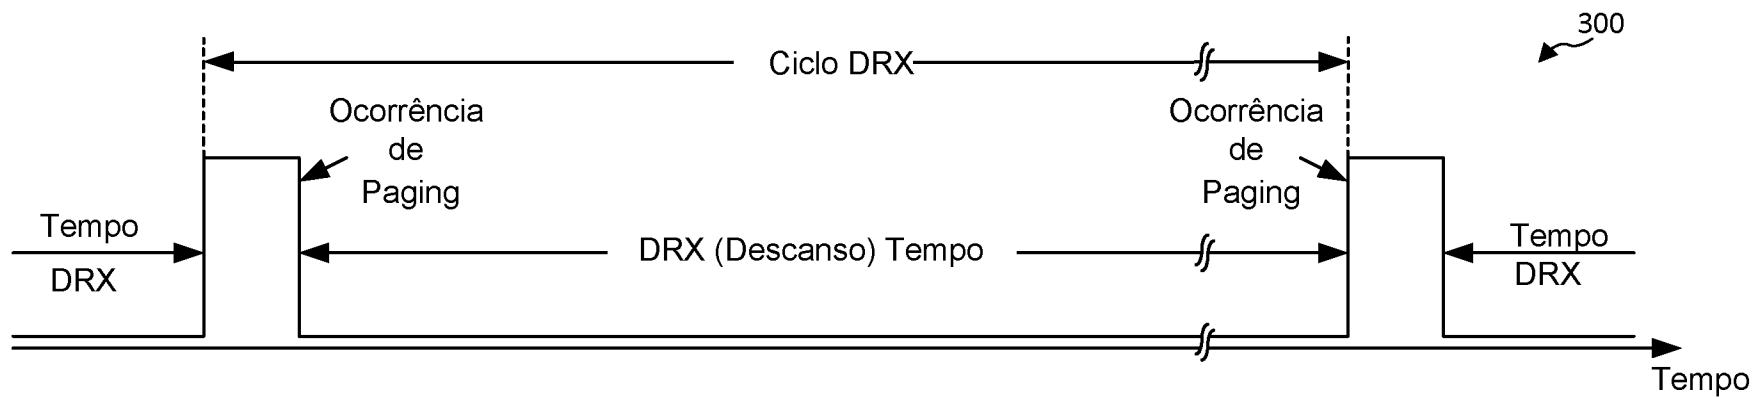 300
Ciclo DRX
Ocorrência
de
Paging
Ocorrência
de
Paging
Tempo
DRX
DRX (Descanso) Tempo
Tempo
DRX
Tempo